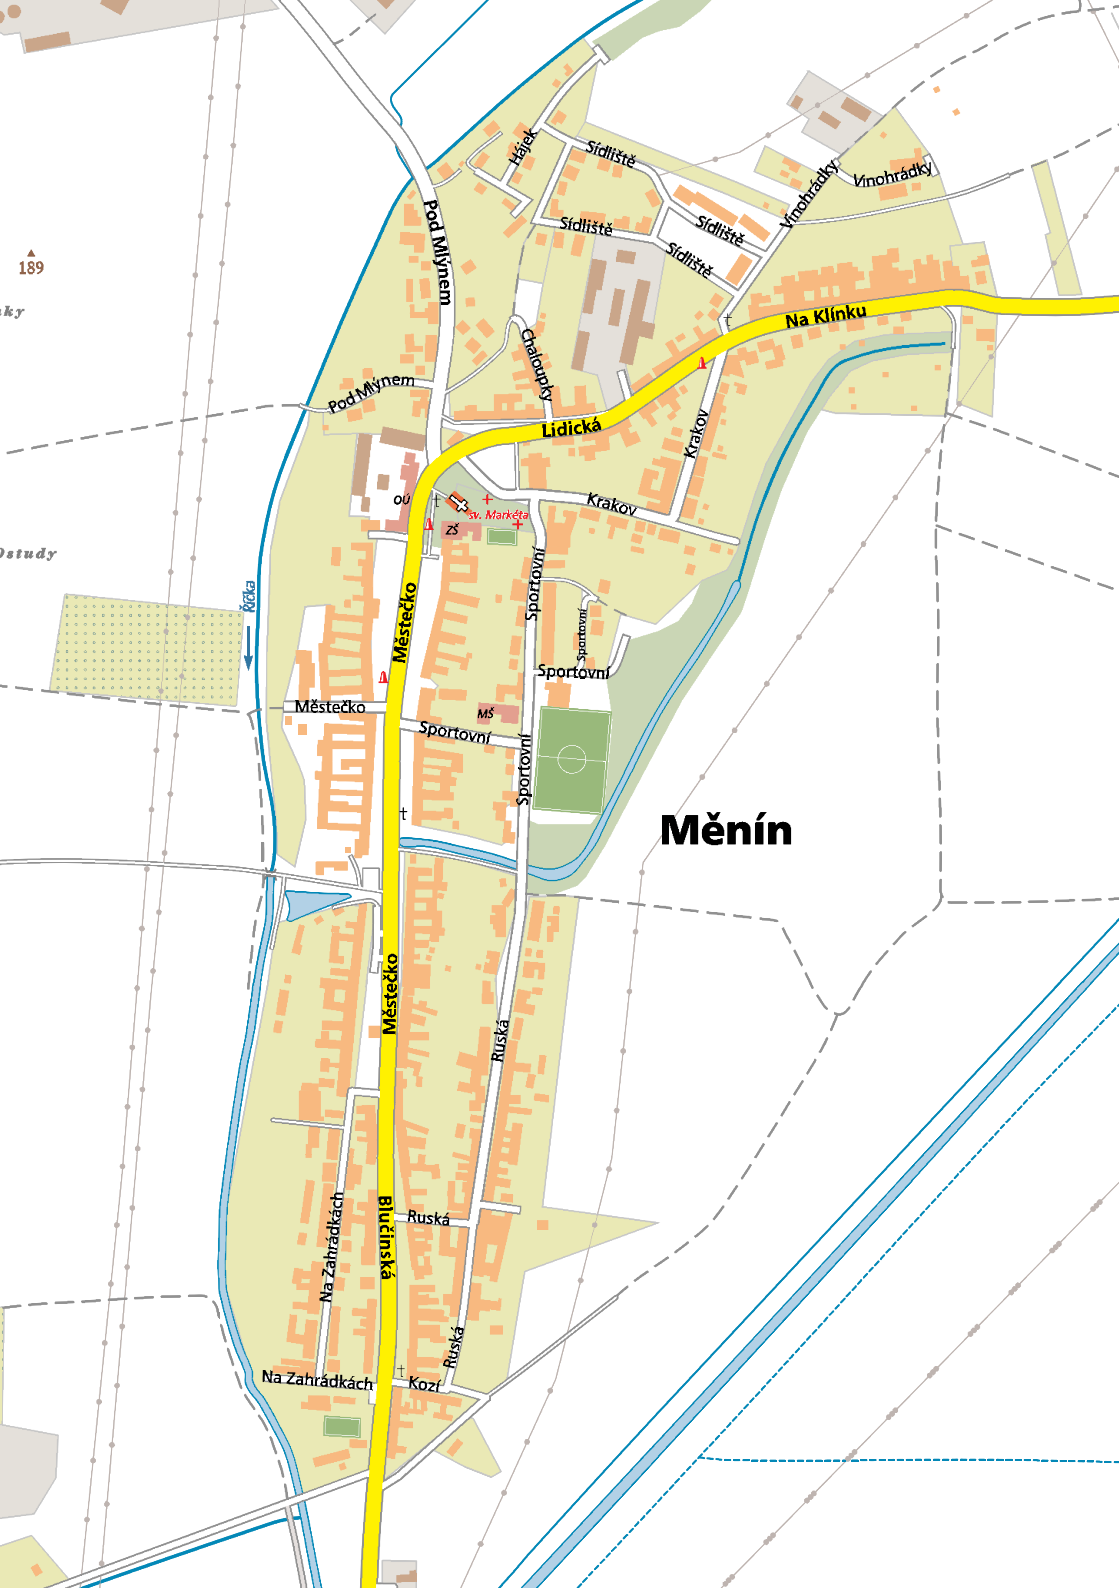 Hájek
Sídliště
Vinohrádky
Vinohrádky
Pod Mlýnem
Sídliště
Sídliště
Sídliště
189
ky
Na Klínku
Chaloupky
Pod Mlýnem
Lidická
Krakov
OÚ
Krakov
sv. Markéta
ZŠ
Ostudy
Říčka
Sportovní
Městečko
Sportovní
Sportovní
Městečko
MŠ
Sportovní
Sportovní
Měnín
Městečko
Ruská
Na Zahrádkách
Blučinská
Ruská
Ruská
Na Zahrádkách
Kozí